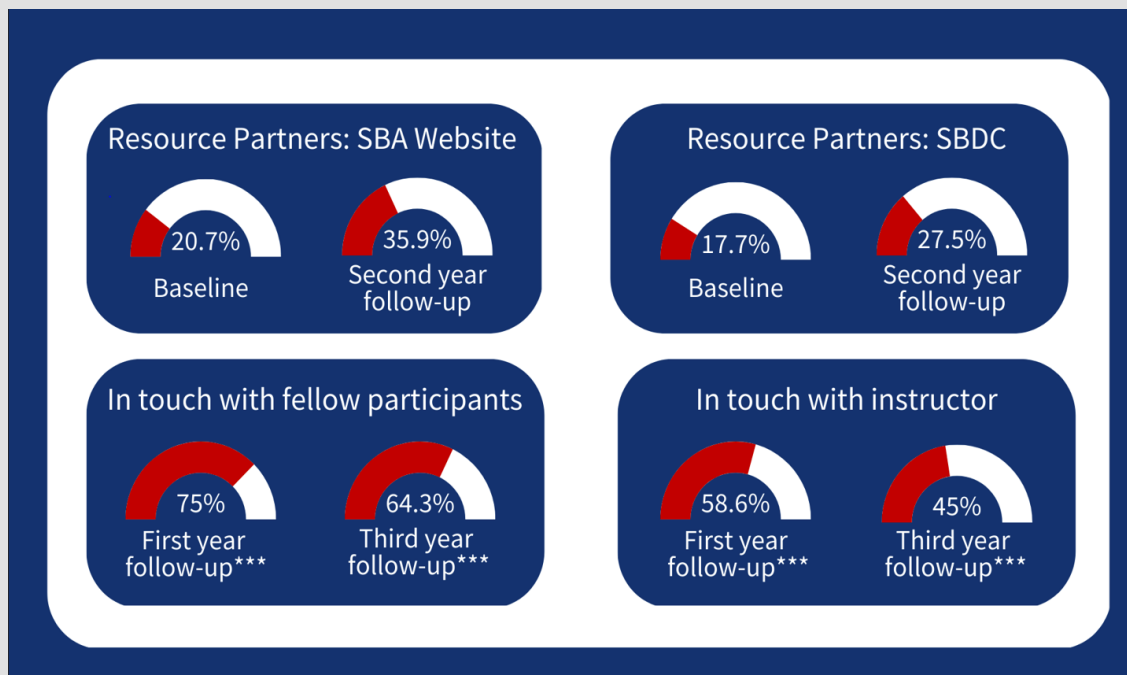 Resource Partners: SBA Website
20.7%
Baseline
35.9%
Second year
follow-up
Resource Partners: SBDC
17.7%
Baseline
27.5%
Second year
follow-up
In touch with fellow participants
75%
First year
follow-up***
64.3%
Third year
follow-up***
In touch with instructor
58.6%
First year
follow-up***
45%
Third year
follow-up***